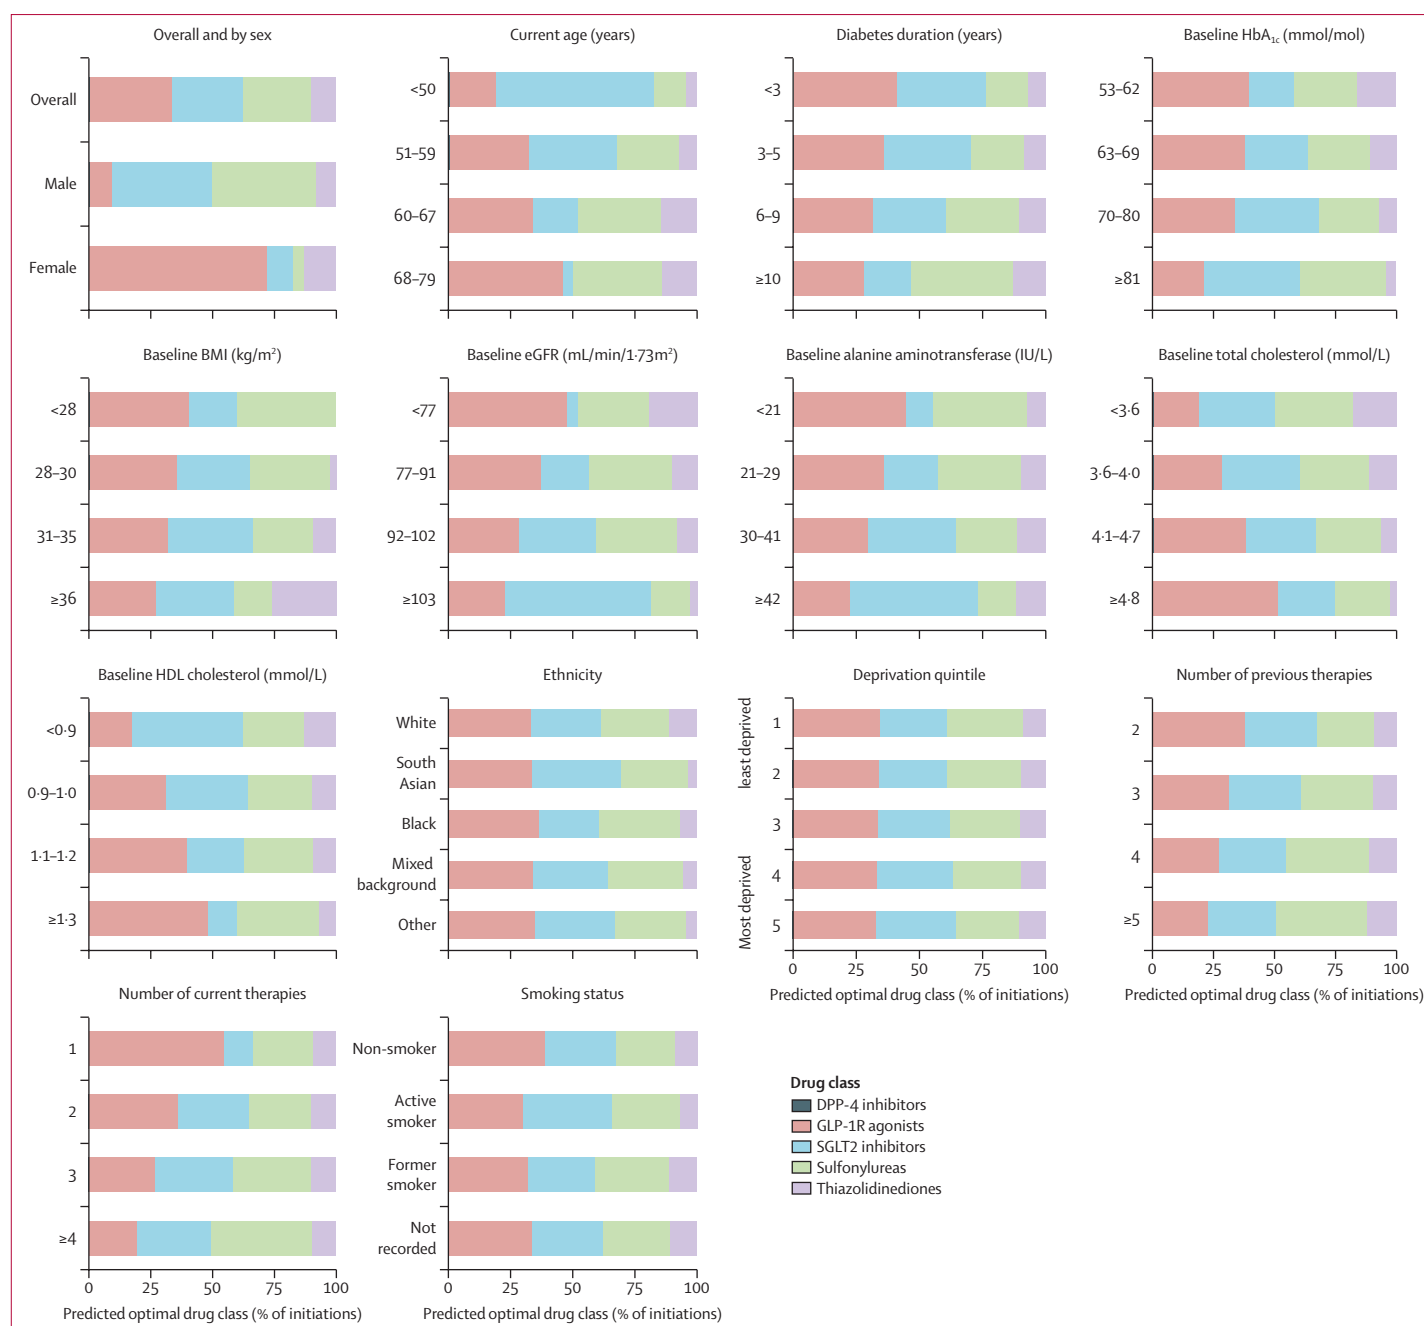 Overall and by sex
Overall
Male
Female
Current age (years)
<50
51–59
60–67
68–79
Diabetes duration (years)
<3
3–5
6–9
≥10
Baseline HbA1c (mmol/mol)
53–62
63–69
70–80
≥81
Baseline BMI (kg/m²)
<28
28–30
31–35
≥36
Baseline eGFR (mL/min/1·73m²)
<77
77–91
92–102
≥103
Baseline alanine aminotransferase (IU/L)
<21
21–29
30–41
≥42
Baseline total cholesterol (mmol/L)
<3·6
3·6–4·0
4·1–4·7
≥4·8
Baseline HDL cholesterol (mmol/L)
<0·9
0·9–1·0
1·1–1·2
≥1·3
Ethnicity
White
South
Asian
Black
Mixed
background
Other
Deprivation quintile
least deprived
Most deprived
1
2
3
4
5
0 25 50 75 100
Predicted optimal drug class (% of initiations)
Number of previous therapies
2
3
4
≥5
0 25 50 75 100
Predicted optimal drug class (% of initiations)
Number of current therapies
1
2
3
≥4
0 25 50 75 100
Predicted optimal drug class (% of initiations)
Smoking status
Non-smoker
Active
smoker
Former
smoker
Not
recorded
0 25 50 75 100
Predicted optimal drug class (% of initiations)
Drug class
DPP-4 inhibitors
GLP-1R agonists
SGLT2 inhibitors
Sulfonylureas
Thiazolidinediones